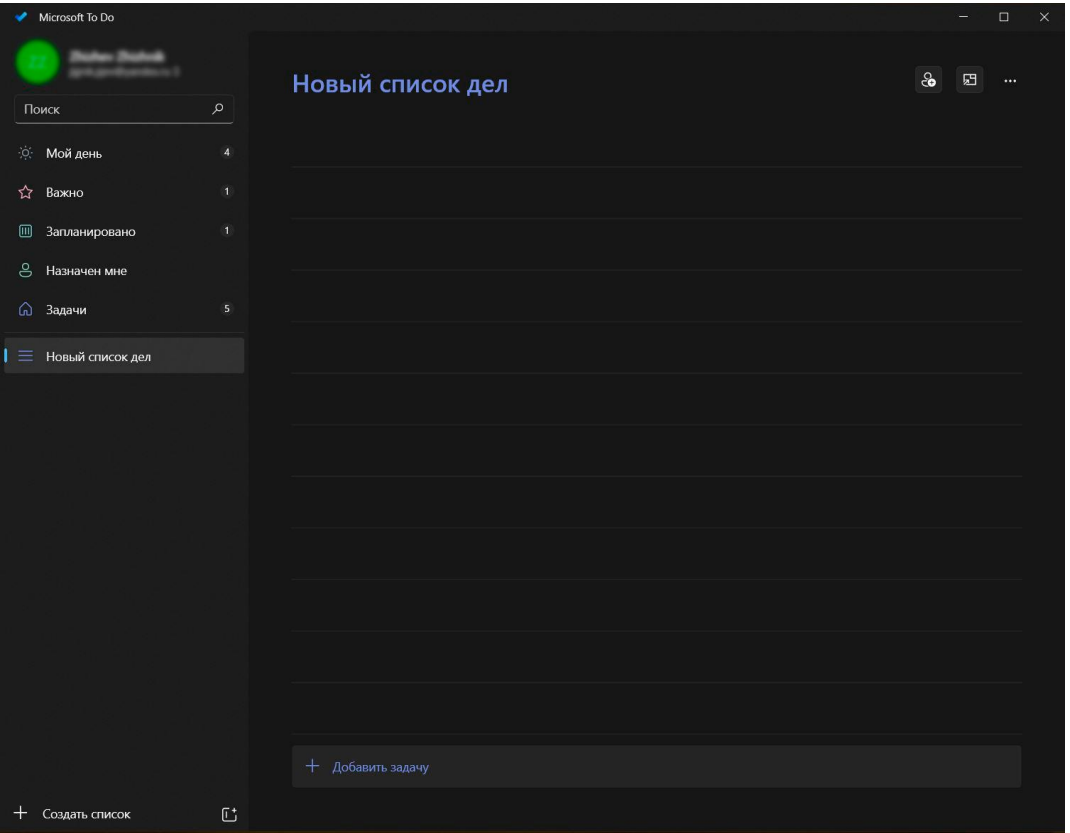 Microsoft To Do
ZZ
Поиск
Мой день 4
Важно 1
Запланировано 1
Назначен мне
Задачи 5
Новый список дел
Создать список
Новый список дел
Добавить задачу